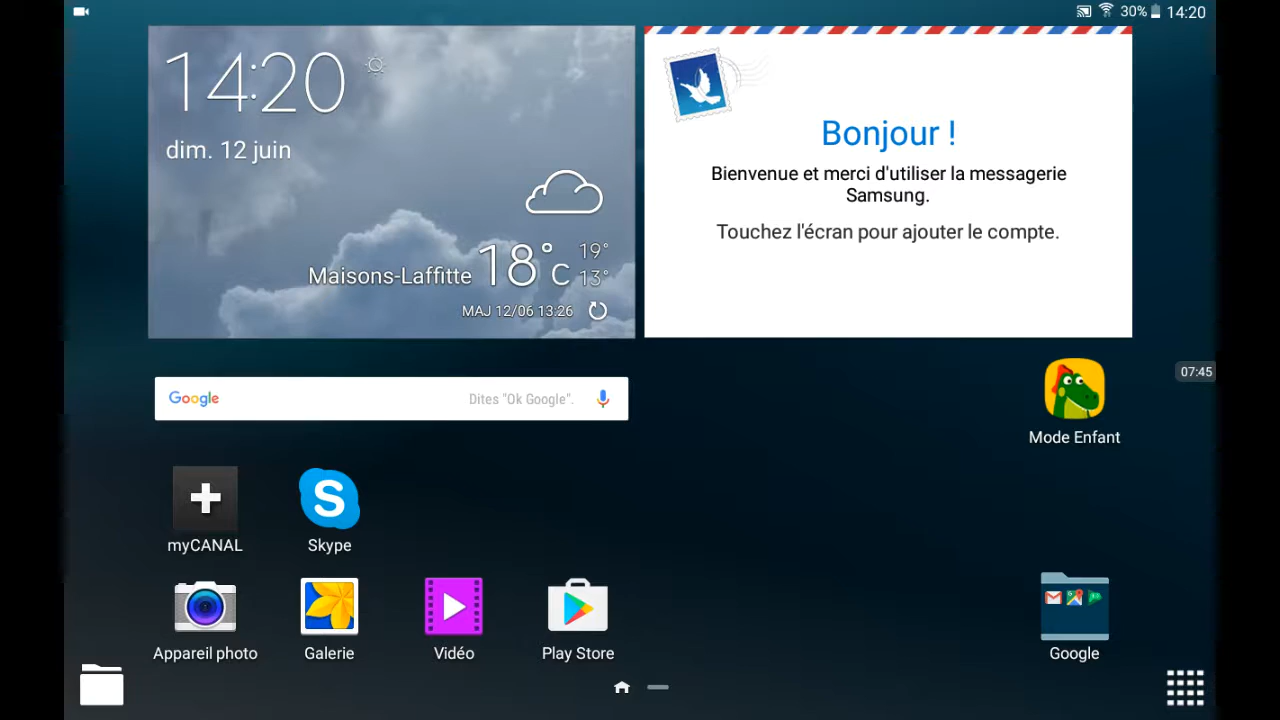 30% 14:20
14:20
dim. 12 juin
Maisons-Laffitte 18°C 19° 13°
MAJ 12/06 13:26
Bonjour !
Bienvenue et merci d'utiliser la messagerie
Samsung.
Touchez l'écran pour ajouter le compte.
07:45
Google Dites "Ok Google".
Mode Enfant
S
myCANAL Skype
Appareil photo Galerie Vidéo Play Store Google